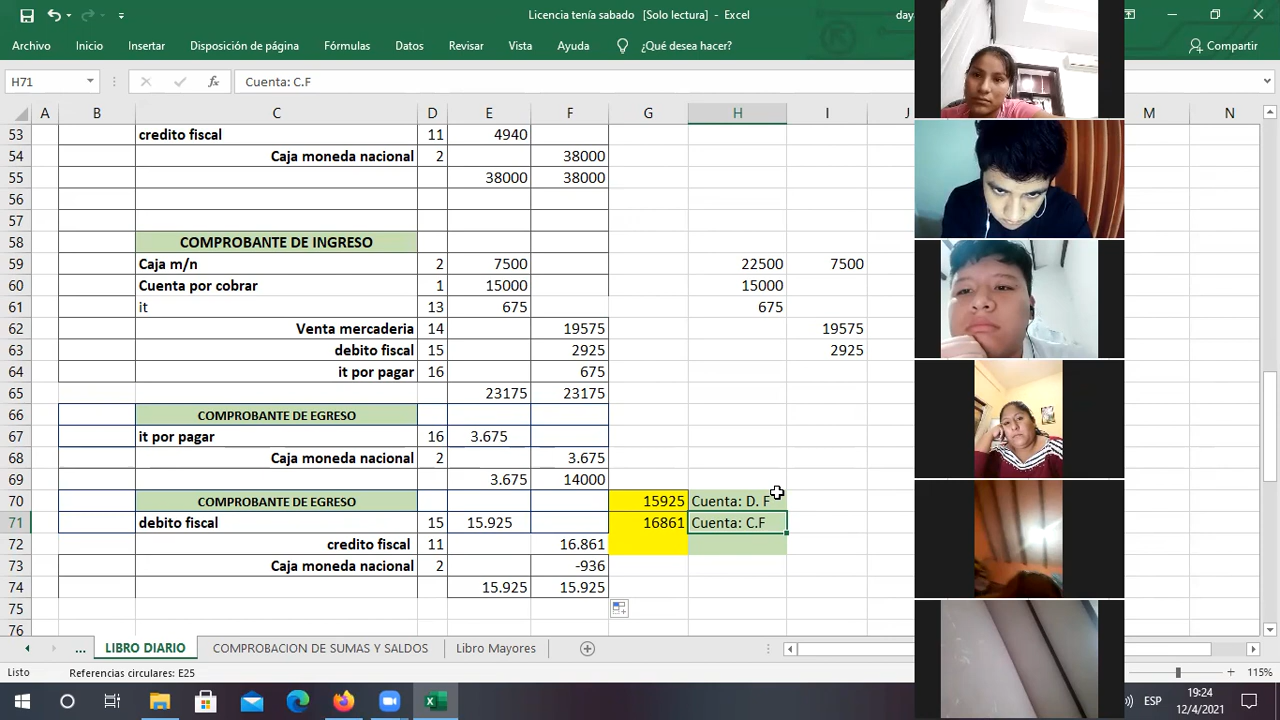 Licencia tenía sabado [Solo lectura] - Excel
day
Archivo Inicio Insertar Disposición de página Fórmulas Datos Revisar Vista Ayuda ¿Qué desea hacer? Compartir
H71 fx Cuenta: C.F
A B C D E F G H I J M N
53 credito fiscal 11 4940
54 Caja moneda nacional 2 38000
55 38000 38000
56
57
58 COMPROBANTE DE INGRESO
59 Caja m/n 2 7500 22500 7500
60 Cuenta por cobrar 1 15000 15000
61 it 13 675 675
62 Venta mercaderia 14 19575 19575
63 debito fiscal 15 2925 2925
64 it por pagar 16 675
65 23175 23175
66 COMPROBANTE DE EGRESO
67 it por pagar 16 3.675
68 Caja moneda nacional 2 3.675
69 3.675 14000
70 COMPROBANTE DE EGRESO 15925 Cuenta: D. F
71 debito fiscal 15 15.925 16861 Cuenta: C.F
72 credito fiscal 11 16.861
73 Caja moneda nacional 2 -936
74 15.925 15.925
75
76
... LIBRO DIARIO COMPROBACION DE SUMAS Y SALDOS Libro Mayores
Listo Referencias circulares: E25 115%
ESP 19:24
12/4/2021